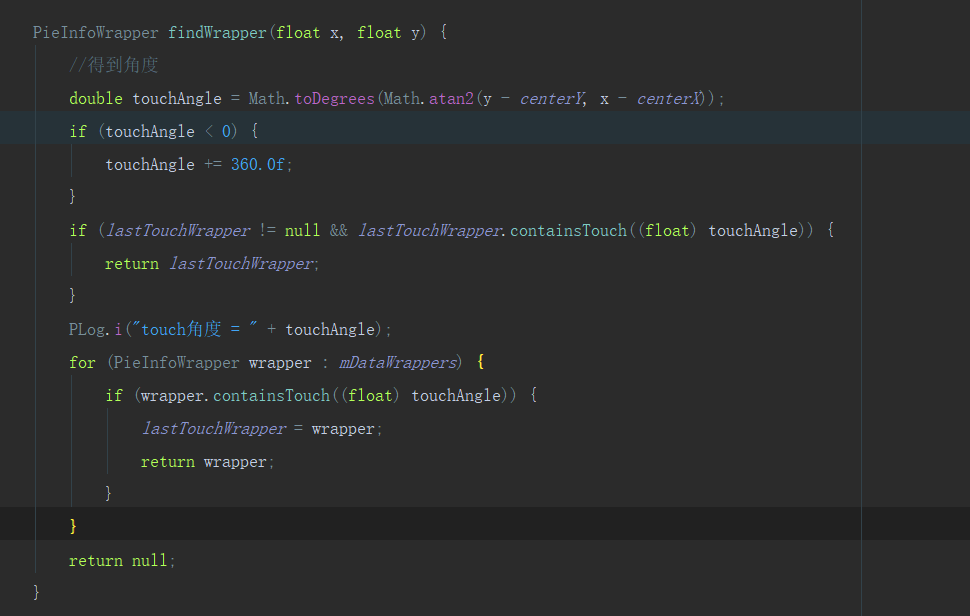 PieInfoWrapper findWrapper(float x, float y) {
//得到角度
double touchAngle = Math.toDegrees(Math.atan2(y - centerY, x - centerX));
if (touchAngle < 0) {
touchAngle += 360.0f;
}
if (lastTouchWrapper != null && lastTouchWrapper.containsTouch((float) touchAngle)) {
return lastTouchWrapper;
}
PLog.i("touch角度 = " + touchAngle);
for (PieInfoWrapper wrapper : mDataWrappers) {
if (wrapper.containsTouch((float) touchAngle)) {
lastTouchWrapper = wrapper;
return wrapper;
}
}
return null;
}